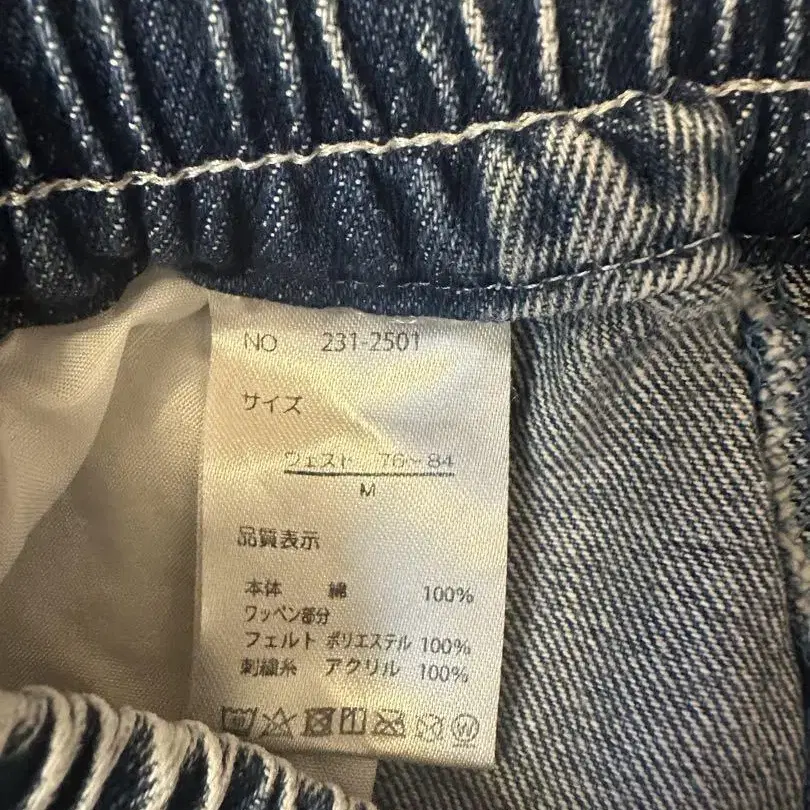 NO 231-2501
サイズ
ウェスト 76～84
M
品質表示
本体 綿 100%
ワッペン部分
フェルト ポリエステル 100%
刺繍糸 アクリル 100%
W